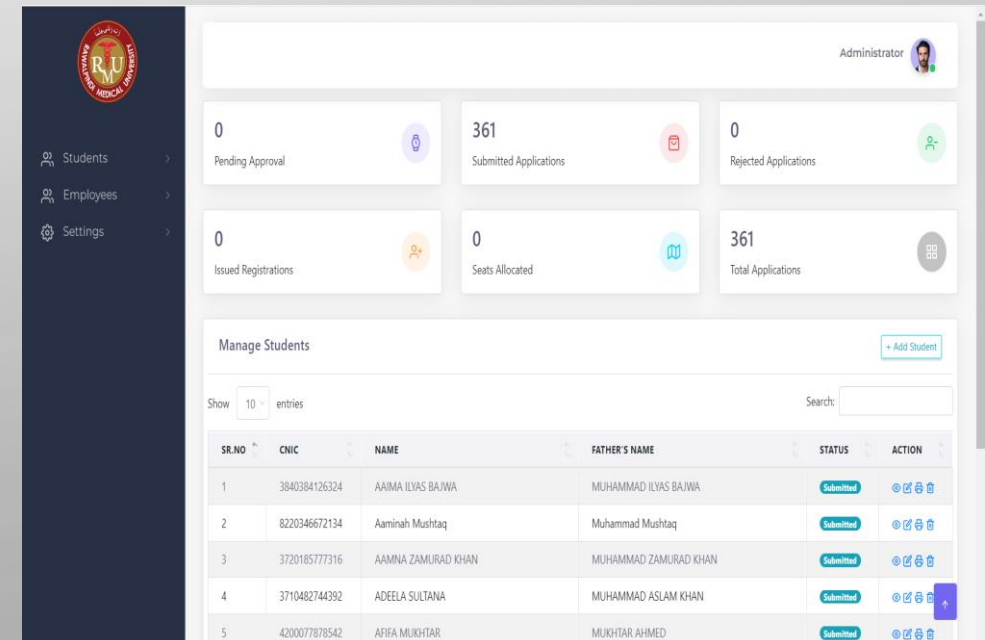 RAWALPINDI MEDICAL UNIVERSITY
RMU
Administrator
Students
Employees
Settings
0
Pending Approval
361
Submitted Applications
0
Rejected Applications
0
Issued Registrations
0
Seats Allocated
361
Total Applications
Manage Students
+ Add Student
Show 10 entries
Search:
SR.NO CNIC NAME FATHER'S NAME STATUS ACTION
1 3840384126324 AAIMA ILYAS BAJWA MUHAMMAD ILYAS BAJWA Submitted
2 8220346672134 Aaminah Mushtaq Muhammad Mushtaq Submitted
3 3720185777316 AAMNA ZAMURAD KHAN MUHAMMAD ZAMURAD KHAN Submitted
4 3710482744392 ADEELA SULTANA MUHAMMAD ASLAM KHAN Submitted
5 4200077878542 AFIFA MUKHTAR MUKHTAR AHMED Submitted